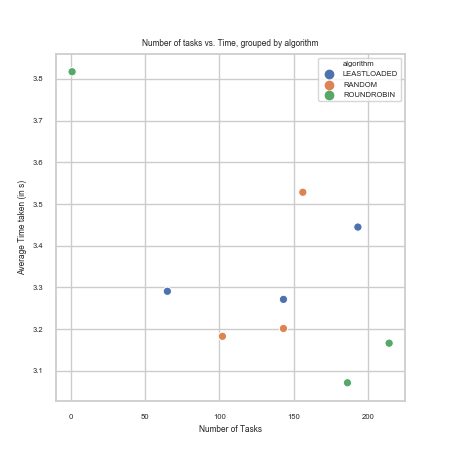 Number of tasks vs. Time, grouped by algorithm
algorithm
LEASTLOADED
RANDOM
ROUNDROBIN
Average Time taken (in s)
3.8
3.7
3.6
3.5
3.4
3.3
3.2
3.1
0 50 100 150 200
Number of Tasks